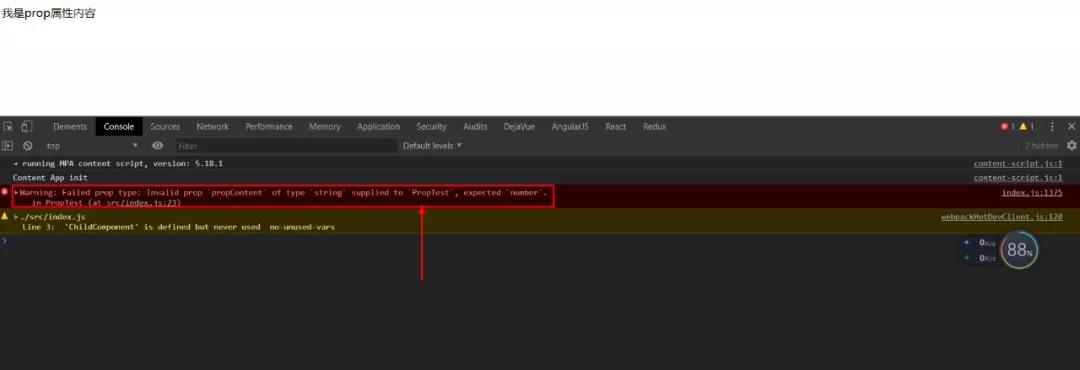 我是prop属性内容
Elements Console Sources Network Performance Memory Application Security Audits DejaVue AngularJS React Redux 1 1
top Filter Default levels 2 hidden
running MPA content script, version: 5.18.1 content-script.js:1
Content App init content-script.js:1
Warning: Failed prop type: Invalid prop `propContent` of type `string` supplied to `PropTest`, expected `number`. index.js:1375
in PropTest (at src/index.js:23)
./src/index.js webpackHotDevClient.js:120
Line 3: 'ChildComponent' is defined but never used no-unused-vars
0K/s
0K/s
88%